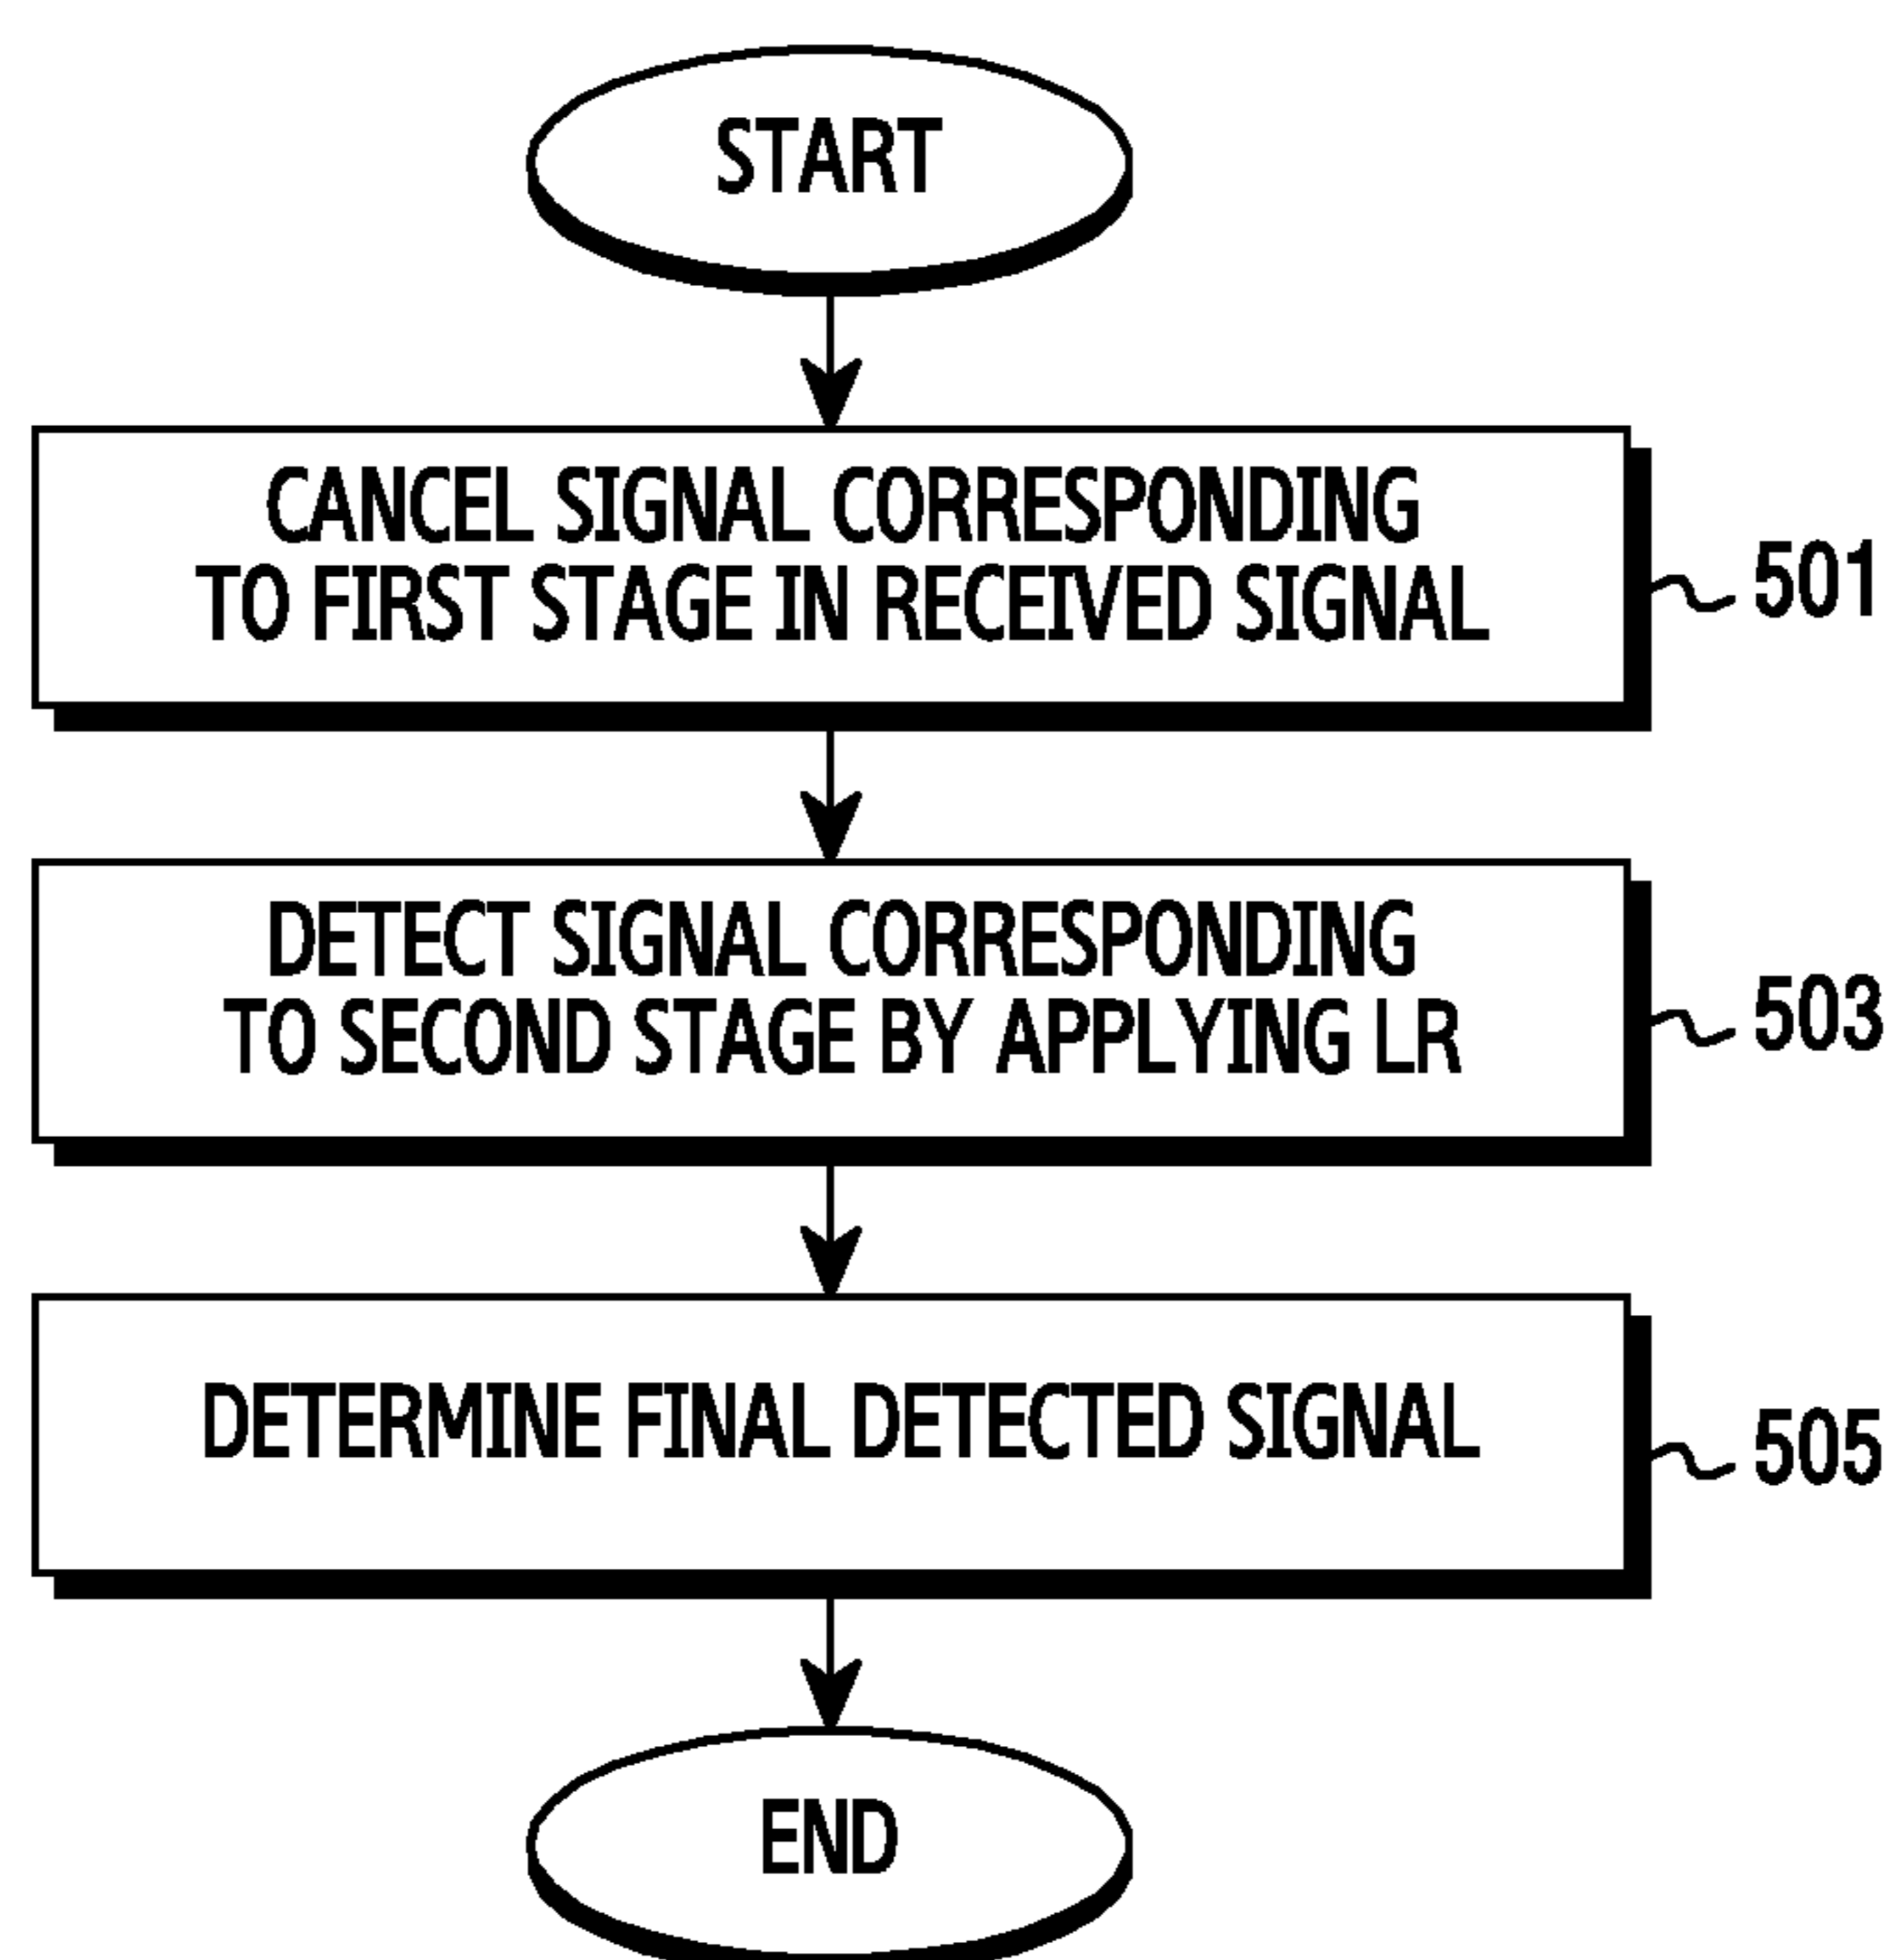 START
CANCEL SIGNAL CORRESPONDING
TO FIRST STAGE IN RECEIVED SIGNAL
501
DETECT SIGNAL CORRESPONDING
TO SECOND STAGE BY APPLYING LR
503
DETERMINE FINAL DETECTED SIGNAL
505
END